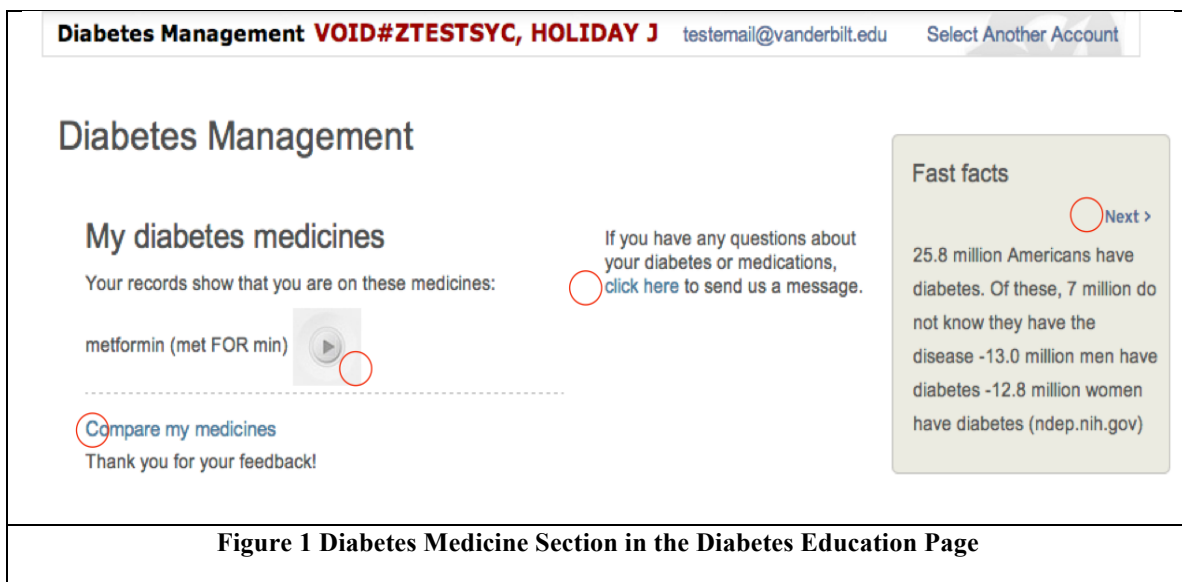 Diabetes Management VOID#ZTESTSYC, HOLIDAY J testemail@vanderbilt.edu Select Another Account
Diabetes Management
My diabetes medicines
Your records show that you are on these medicines:
metformin (met FOR min)
Compare my medicines
Thank you for your feedback!
If you have any questions about
your diabetes or medications,
click here to send us a message.
Fast facts
Next >
25.8 million Americans have
diabetes. Of these, 7 million do
not know they have the
disease -13.0 million men have
diabetes -12.8 million women
have diabetes (ndep.nih.gov)
Figure 1 Diabetes Medicine Section in the Diabetes Education Page